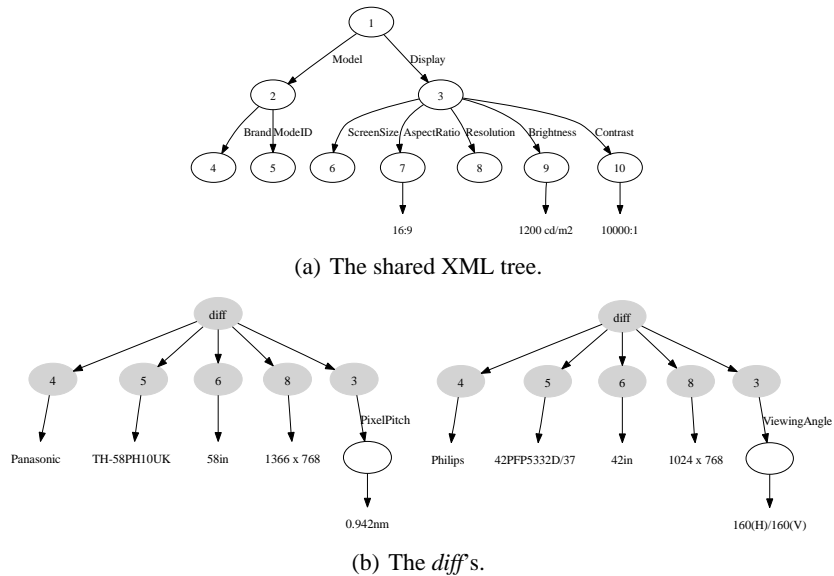 1
Model
Display
2
3
Brand
ModeID
ScreenSize
AspectRatio
Resolution
Brightness
Contrast
4
5
6
7
8
9
10
16:9
1200 cd/m2
10000:1
(a) The shared XML tree.
diff
4
5
6
8
3
PixelPitch
Panasonic
TH-58PH10UK
58in
1366 x 768
0.942nm
diff
4
5
6
8
3
ViewingAngle
Philips
42PFP5332D/37
42in
1024 x 768
160(H)/160(V)
(b) The diff's.